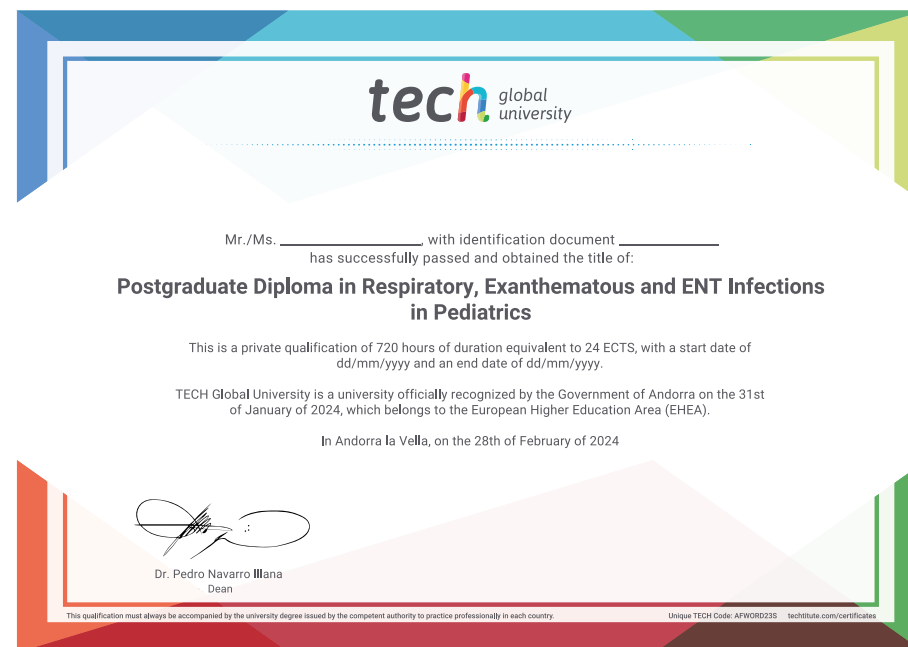 tech global university
Mr./Ms. ____________________, with identification document ______________
has successfully passed and obtained the title of:
Postgraduate Diploma in Respiratory, Exanthematous and ENT Infections
in Pediatrics
This is a private qualification of 720 hours of duration equivalent to 24 ECTS, with a start date of
dd/mm/yyyy and an end date of dd/mm/yyyy.
TECH Global University is a university officially recognized by the Government of Andorra on the 31st
of January of 2024, which belongs to the European Higher Education Area (EHEA).
In Andorra la Vella, on the 28th of February of 2024
Dr. Pedro Navarro Illana
Dean
This qualification must always be accompanied by the university degree issued by the competent authority to practice professionally in each country. Unique TECH Code: AFWORD23S techtitute.com/certificates